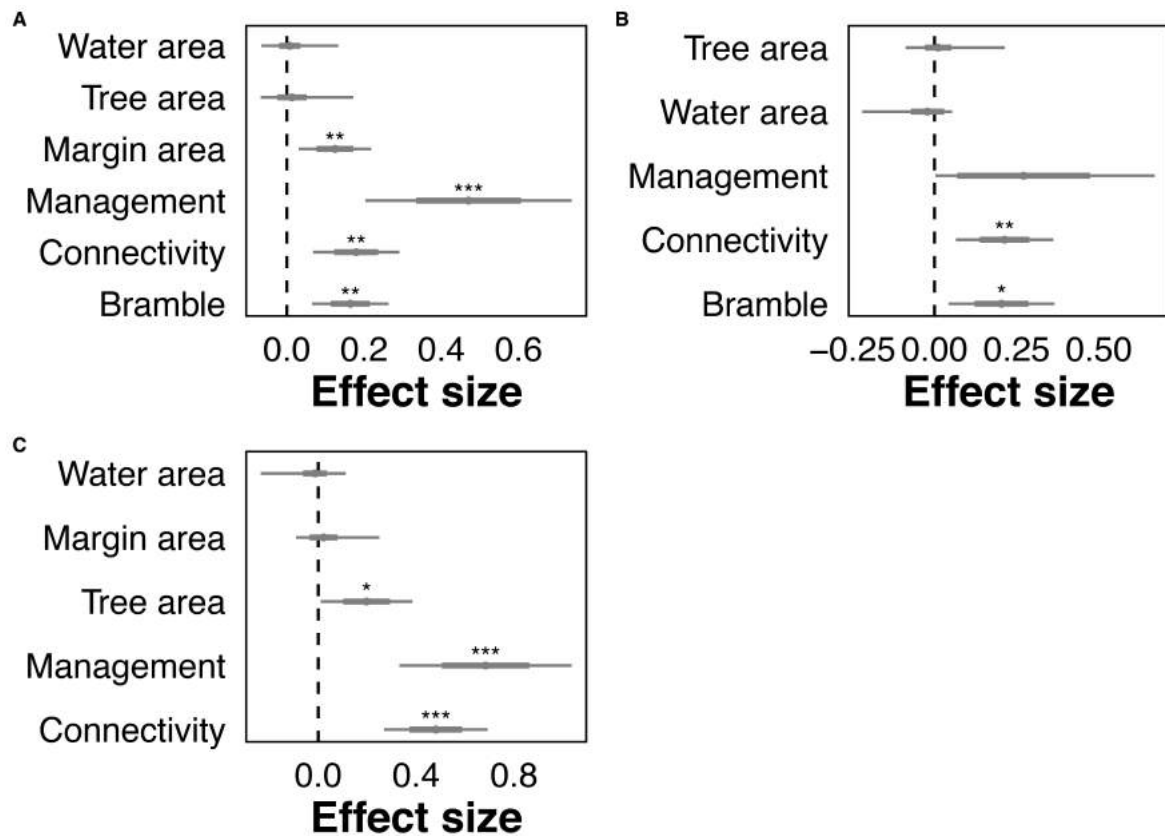 A
Water area
Tree area
Margin area
**
Management
***
Connectivity
**
Bramble
**
0.0 0.2 0.4 0.6
Effect size
B
Tree area
Water area
Management
Connectivity
**
Bramble
*
−0.25 0.00 0.25 0.50
Effect size
C
Water area
Margin area
Tree area
*
Management
***
Connectivity
***
0.0 0.4 0.8
Effect size